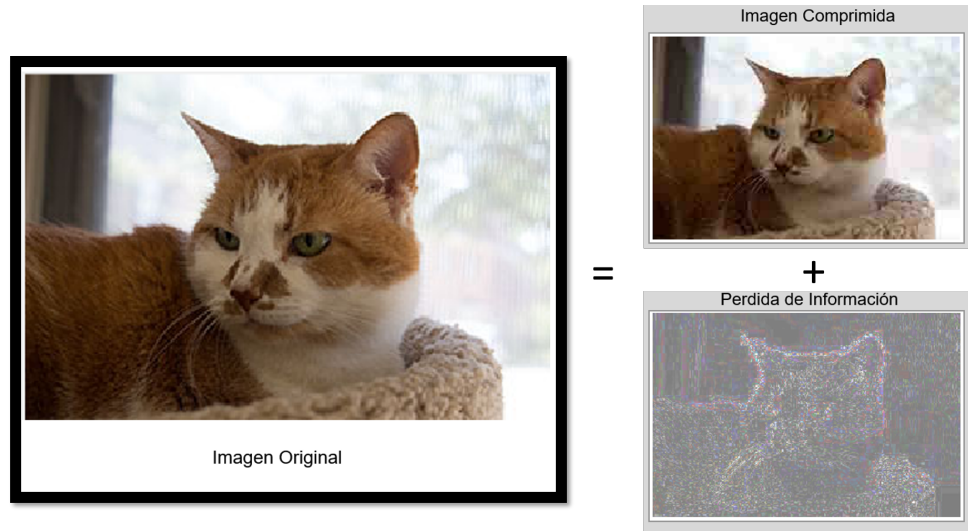 Imagen Original
=
Imagen Comprimida
+
Perdida de Información